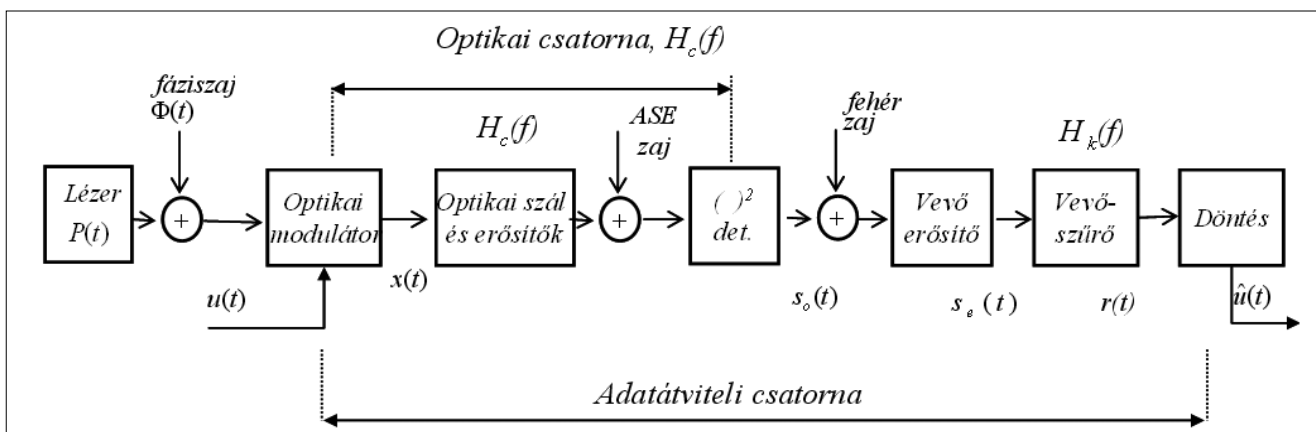 Optikai csatorna, H_c(f)
fáziszaj
Φ(t)
H_c(f)
ASE
zaj
fehér
zaj
H_k(f)
Lézer
P(t)
+
Optikai
modulátor
Optikai szál
és erősítők
+
( )²
det.
+
Vevő
erősítő
Vevő-
szűrő
Döntés
u(t)
x(t)
s_o(t)
s_e(t)
r(t)
û(t)
Adatátviteli csatorna